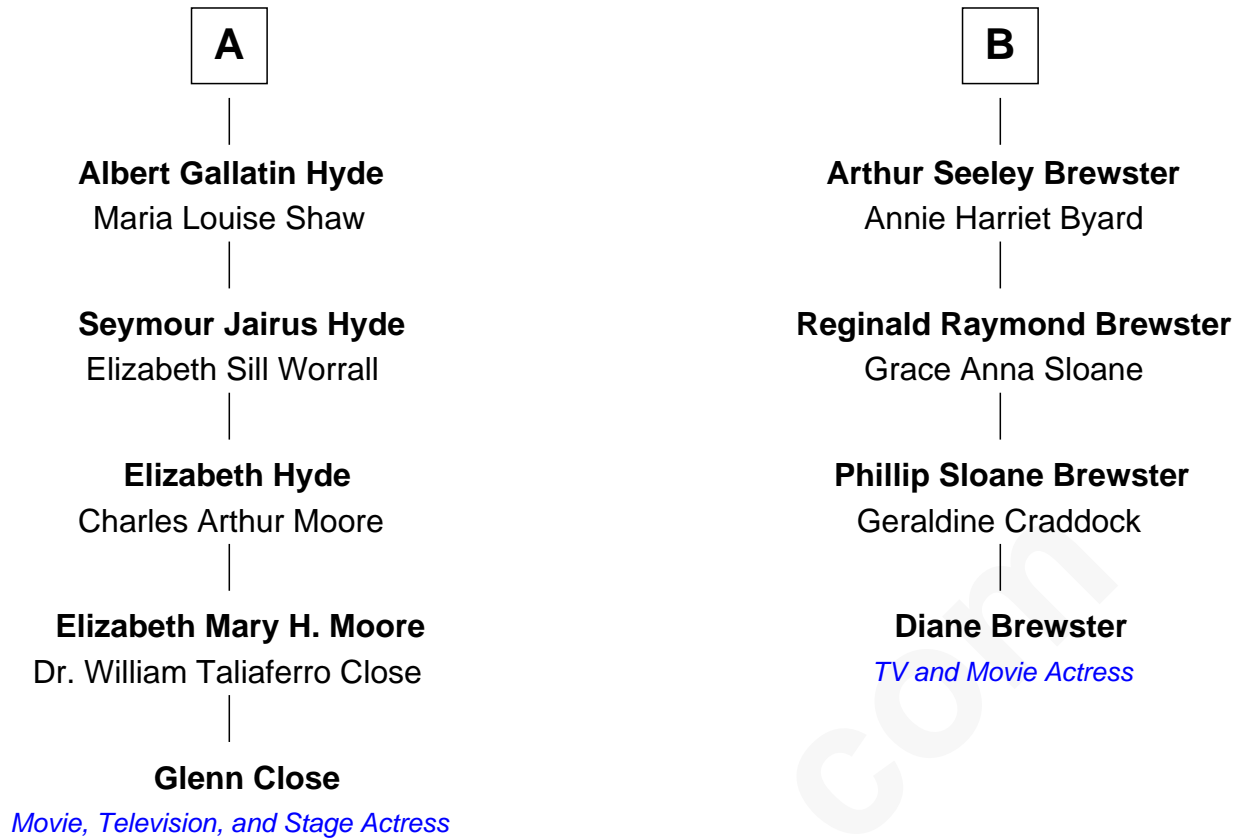 A
Albert Gallatin Hyde
Maria Louise Shaw
Seymour Jairus Hyde
Elizabeth Sill Worrall
Elizabeth Hyde
Charles Arthur Moore
Elizabeth Mary H. Moore
Dr. William Taliaferro Close
Glenn Close
Movie, Television, and Stage Actress
B
Arthur Seeley Brewster
Annie Harriet Byard
Reginald Raymond Brewster
Grace Anna Sloane
Phillip Sloane Brewster
Geraldine Craddock
Diane Brewster
TV and Movie Actress
com